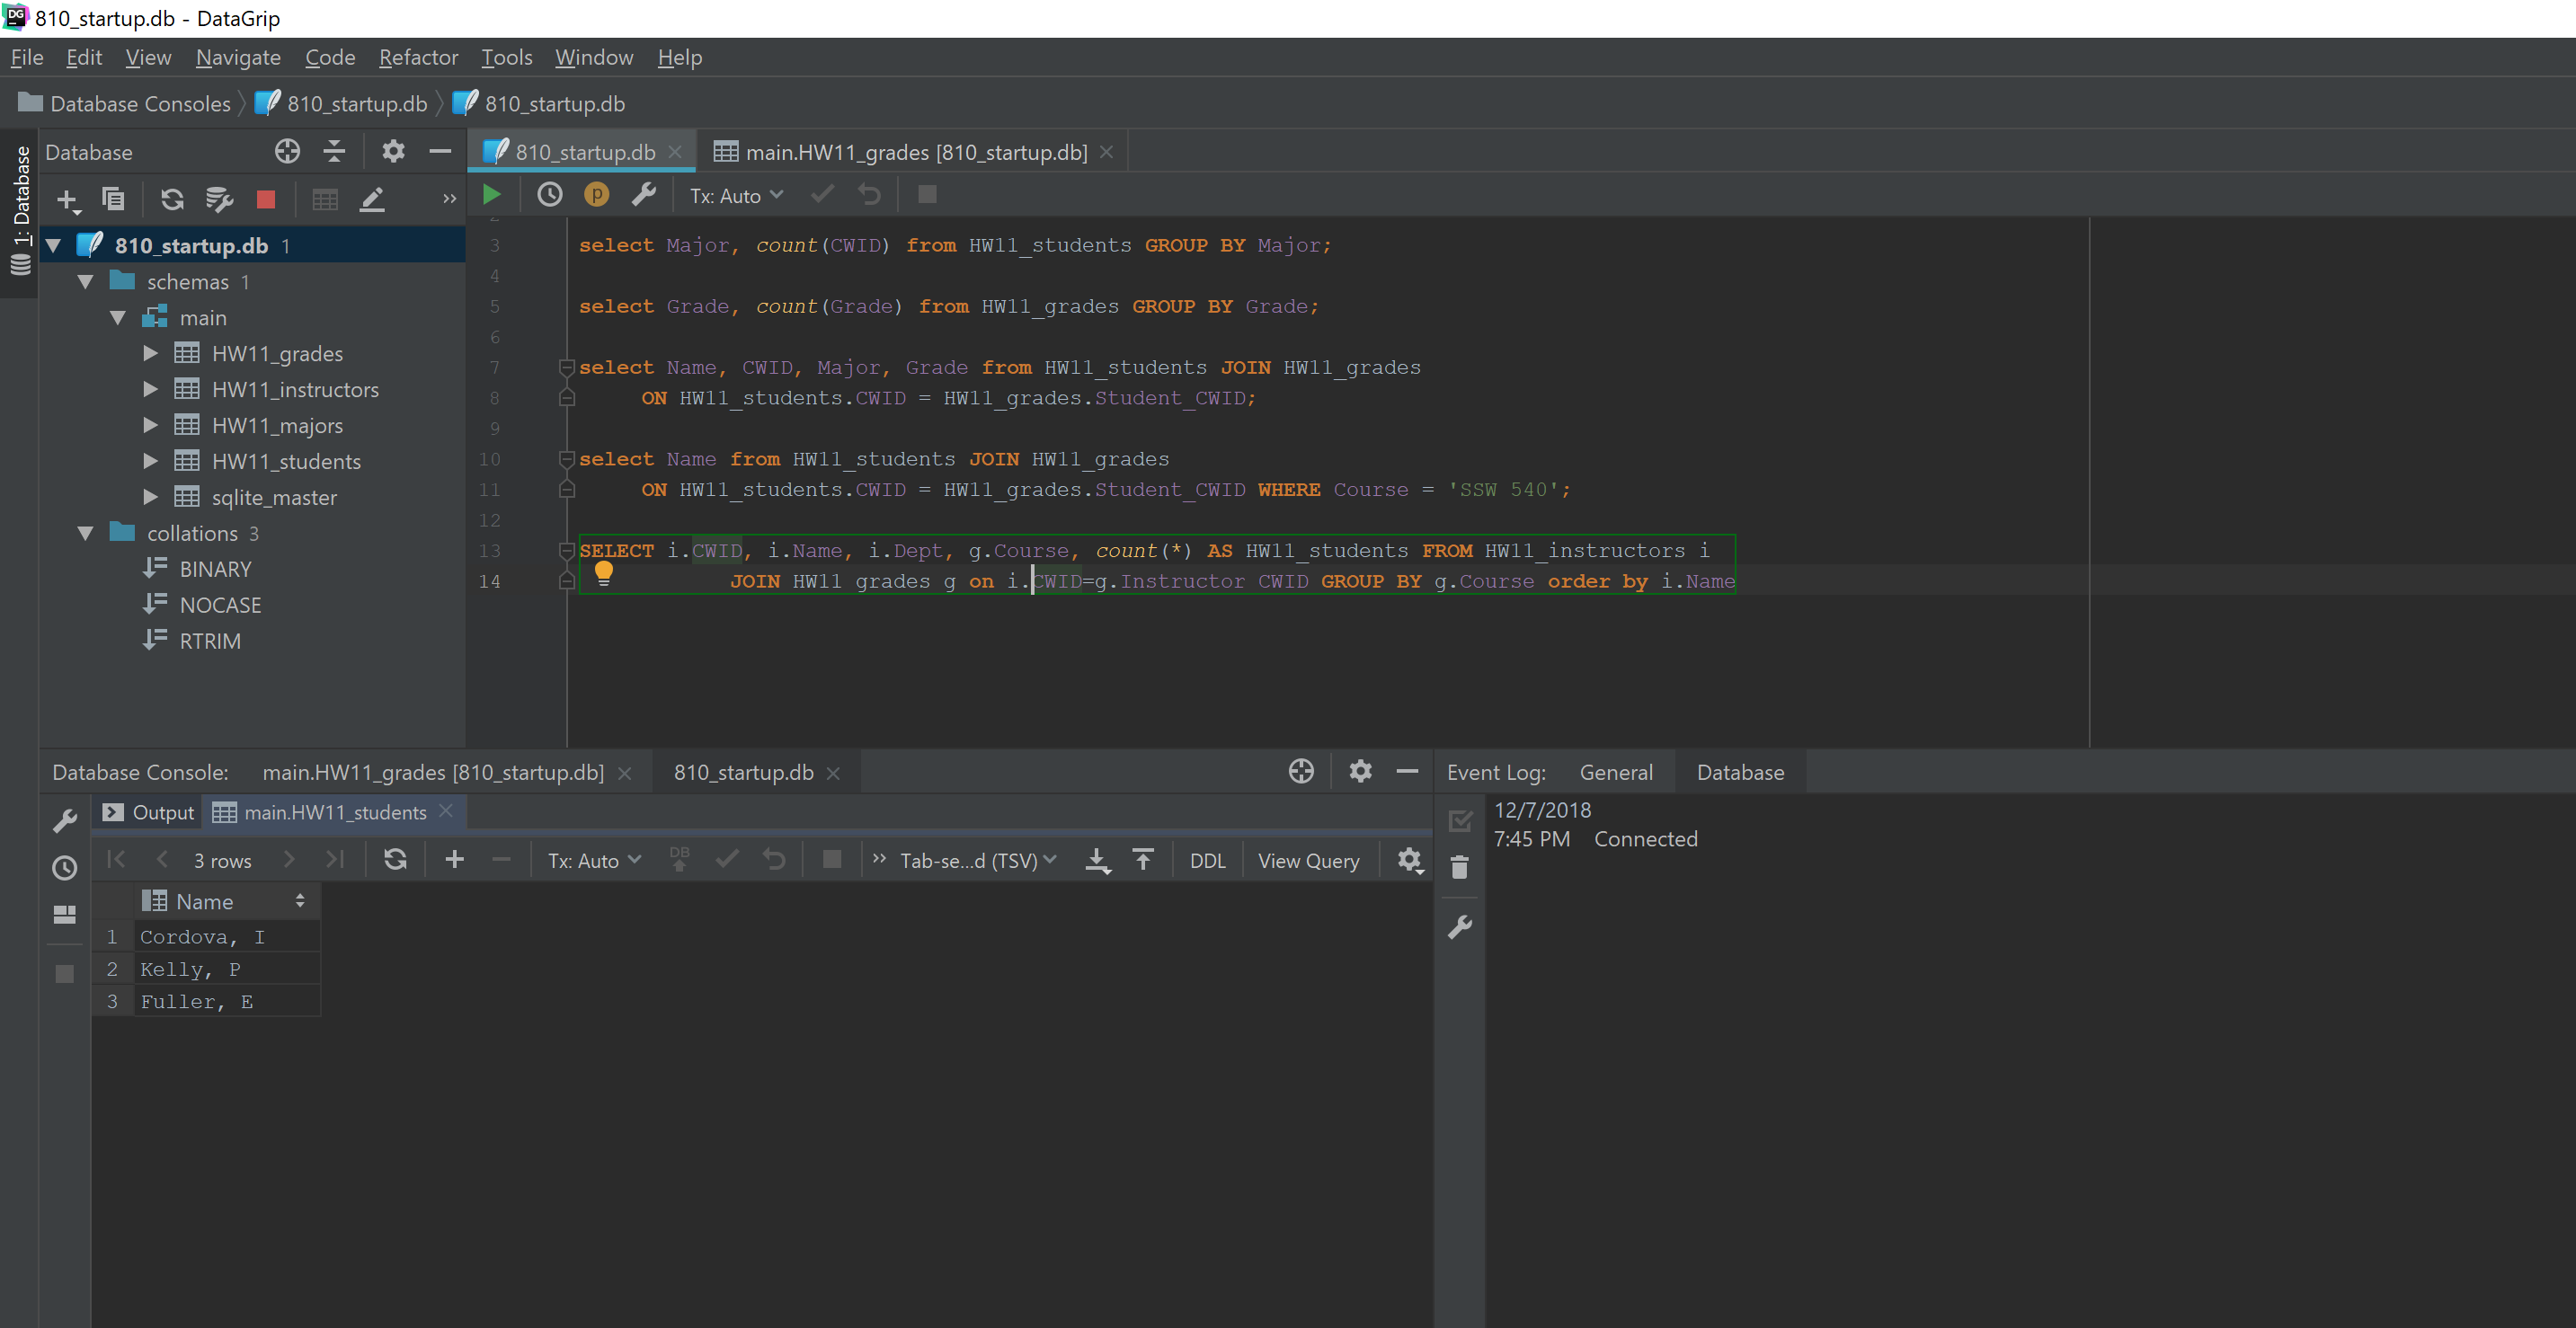 810_startup.db - DataGrip
File Edit View Navigate Code Refactor Tools Window Help
Database Consoles 810_startup.db 810_startup.db
1: Database
Database
810_startup.db 1
schemas 1
main
HW11_grades
HW11_instructors
HW11_majors
HW11_students
sqlite_master
collations 3
BINARY
NOCASE
RTRIM
810_startup.db main.HW11_grades [810_startup.db]
Tx: Auto
3 select Major, count(CWID) from HW11_students GROUP BY Major;
4
5 select Grade, count(Grade) from HW11_grades GROUP BY Grade;
6
7 select Name, CWID, Major, Grade from HW11_students JOIN HW11_grades
8 ON HW11_students.CWID = HW11_grades.Student_CWID;
9
10 select Name from HW11_students JOIN HW11_grades
11 ON HW11_students.CWID = HW11_grades.Student_CWID WHERE Course = 'SSW 540';
12
13 SELECT i.CWID, i.Name, i.Dept, g.Course, count(*) AS HW11_students FROM HW11_instructors i
14 JOIN HW11_grades g on i.CWID=g.Instructor_CWID GROUP BY g.Course order by i.Name
Database Console: main.HW11_grades [810_startup.db] 810_startup.db
Output main.HW11_students
3 rows Tx: Auto DB Tab-se...d (TSV) DDL View Query
Name
1 Cordova, I
2 Kelly, P
3 Fuller, E
Event Log: General Database
12/7/2018
7:45 PM Connected